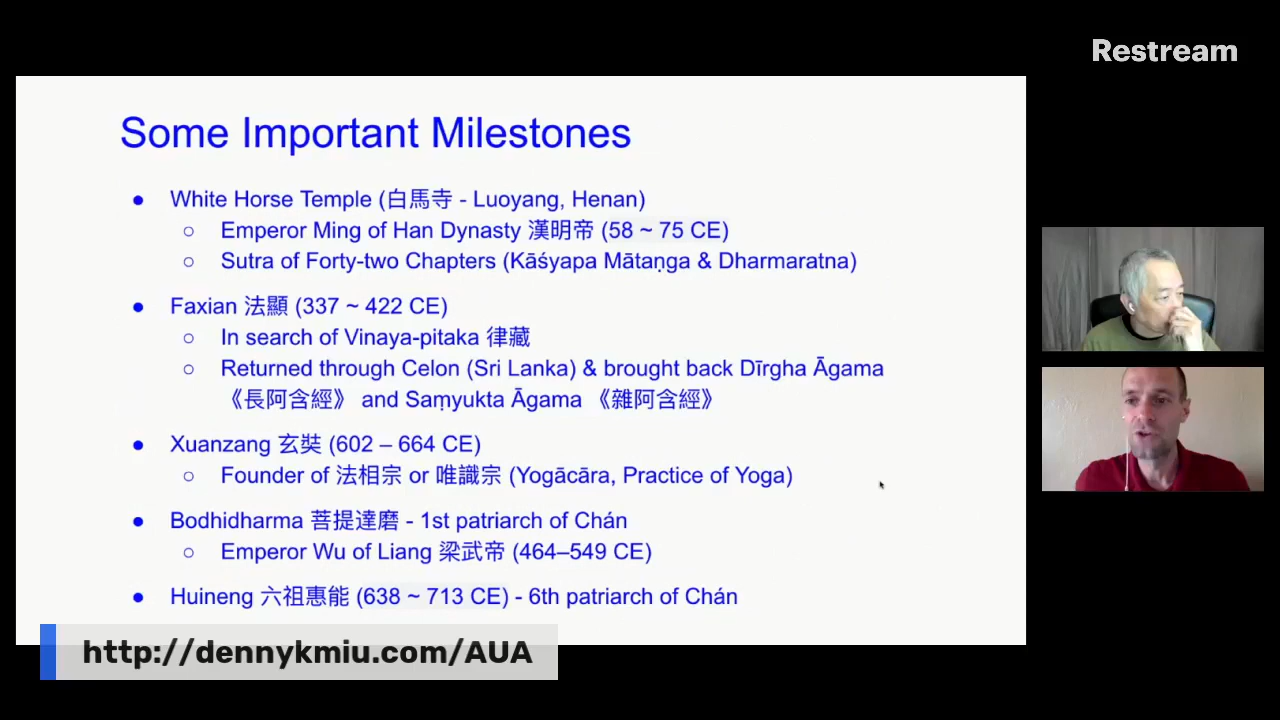 Restream
Some Important Milestones
● White Horse Temple (白馬寺 - Luoyang, Henan)
○ Emperor Ming of Han Dynasty 漢明帝 (58 ~ 75 CE)
○ Sutra of Forty-two Chapters (Kāśyapa Mātaṇga & Dharmaratna)
● Faxian 法顯 (337 ~ 422 CE)
○ In search of Vinaya-pitaka 律藏
○ Returned through Celon (Sri Lanka) & brought back Dīrgha Āgama
《長阿含經》 and Saṃyukta Āgama 《雜阿含經》
● Xuanzang 玄奘 (602 – 664 CE)
○ Founder of 法相宗 or 唯識宗 (Yogācāra, Practice of Yoga)
● Bodhidharma 菩提達磨 - 1st patriarch of Chán
○ Emperor Wu of Liang 梁武帝 (464–549 CE)
● Huineng 六祖惠能 (638 ~ 713 CE) - 6th patriarch of Chán
http://dennykmiu.com/AUA